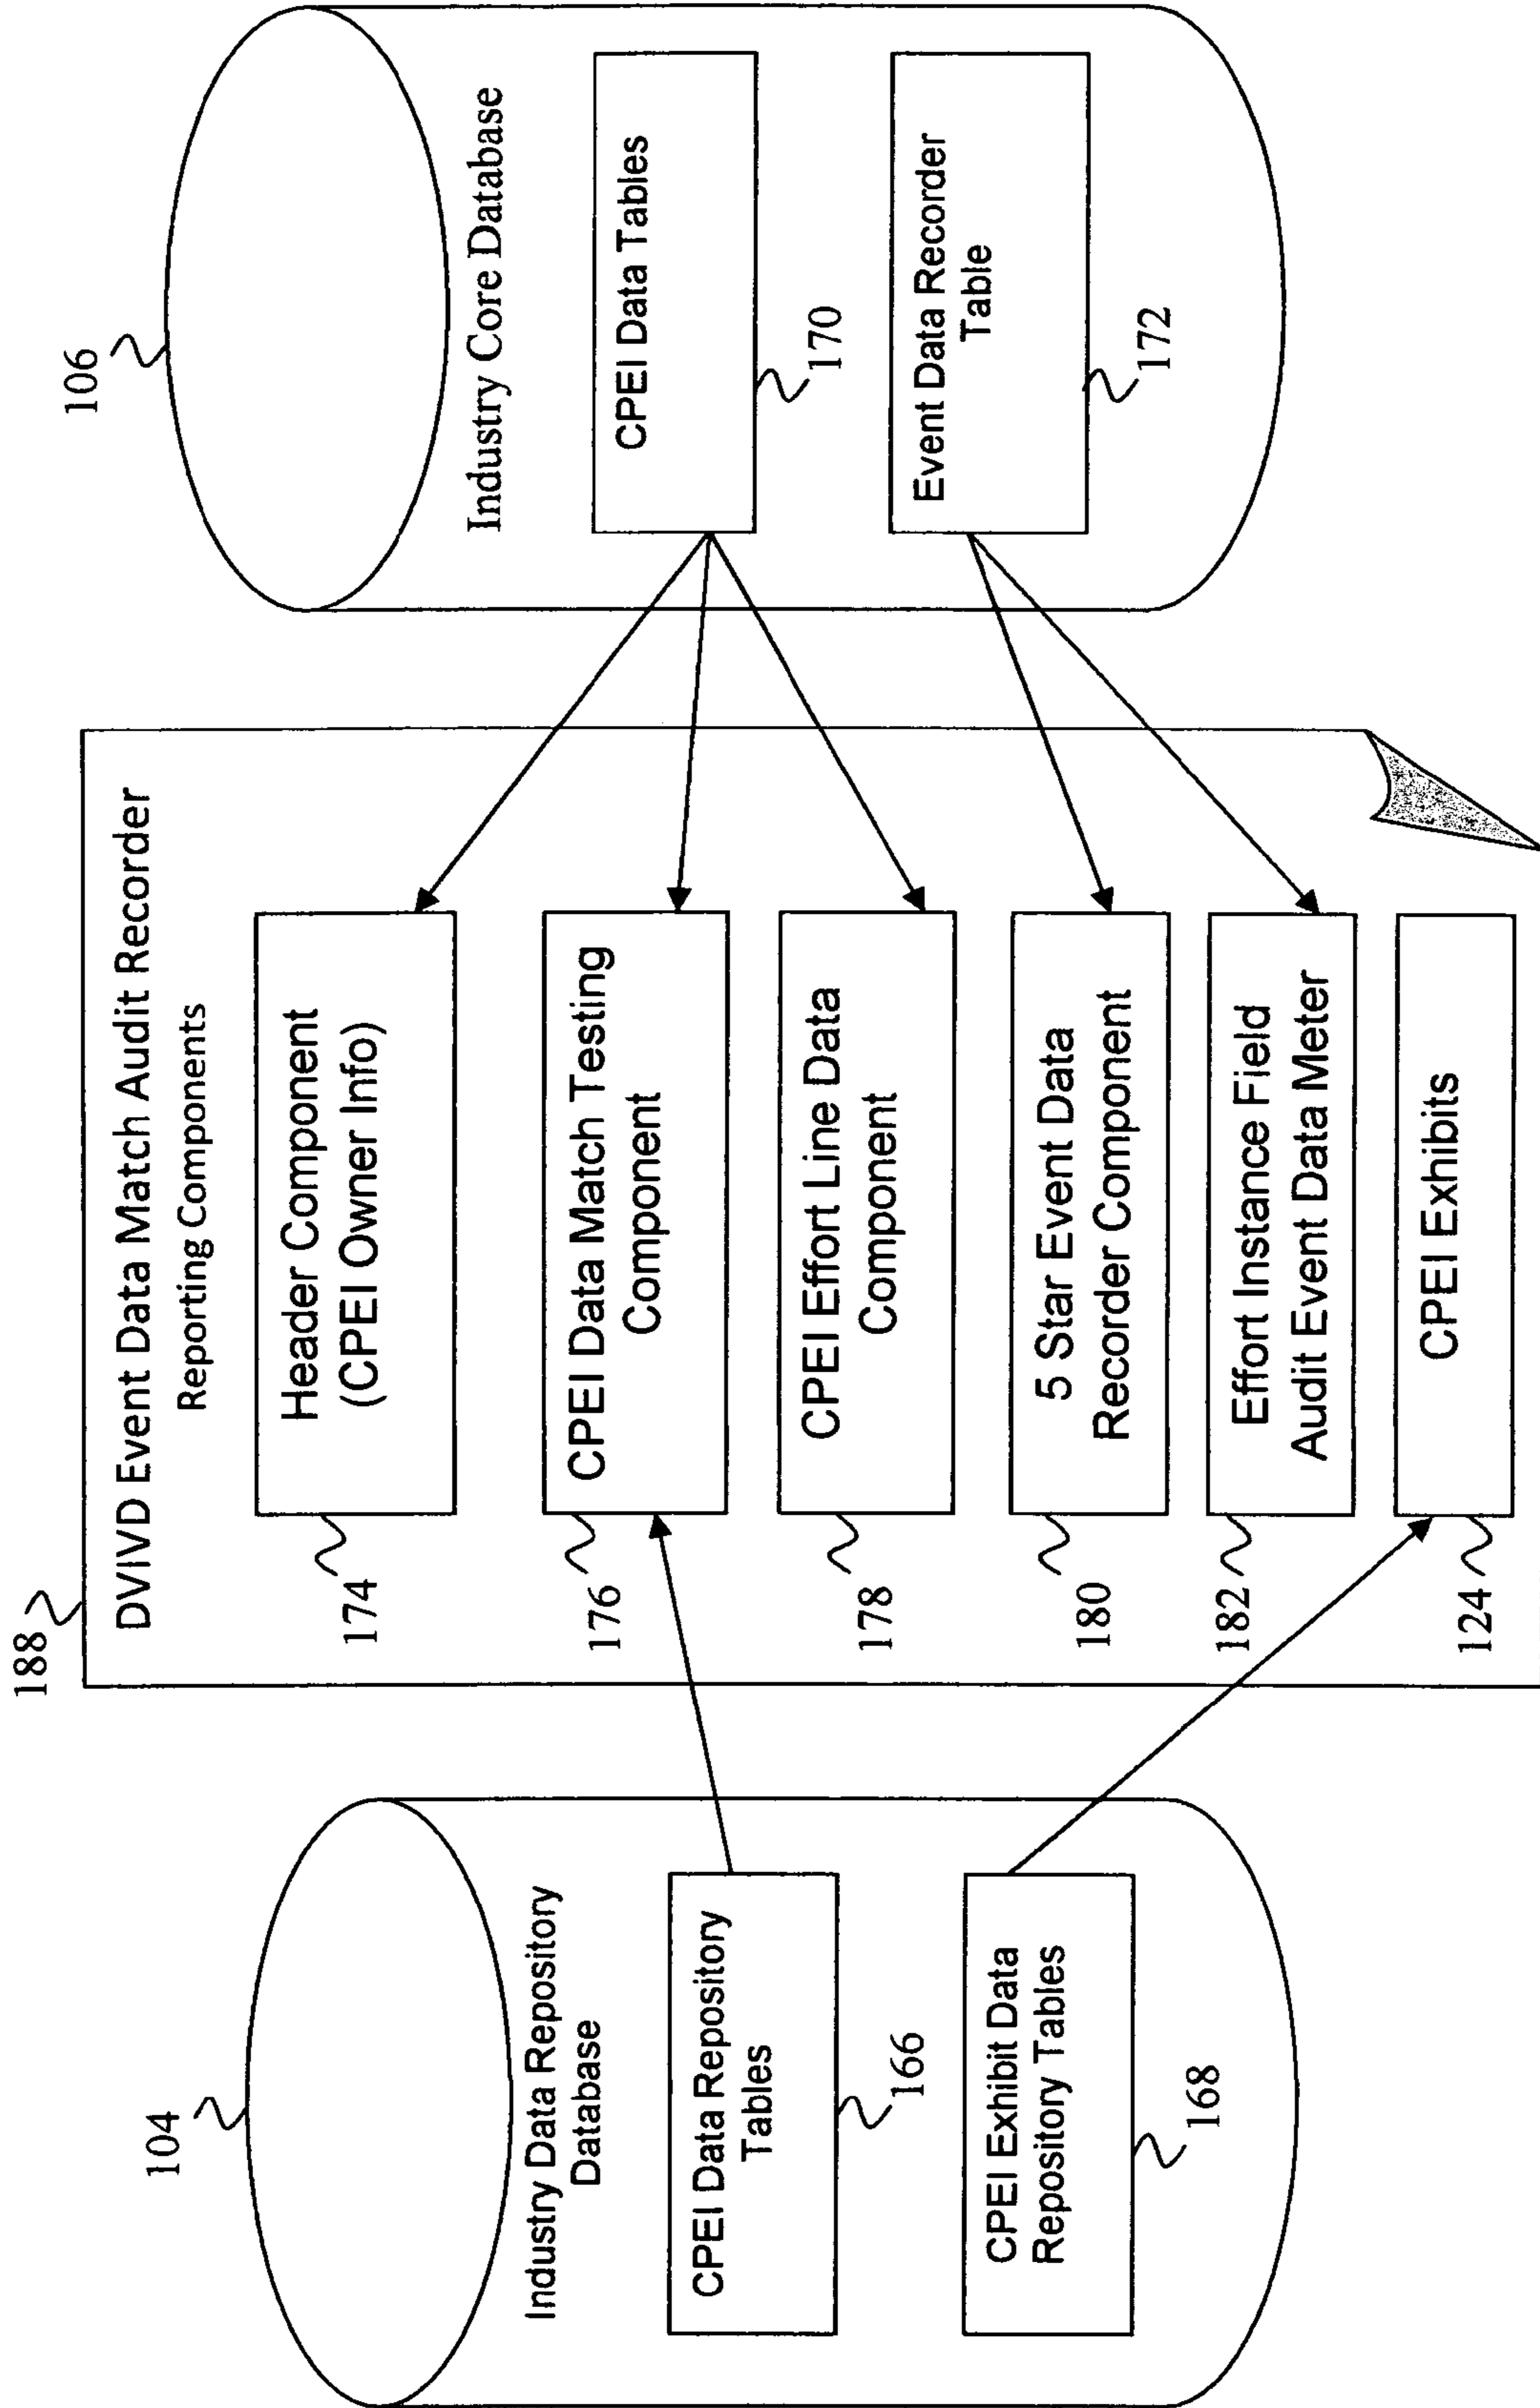 104
Industry Data Repository
Database
CPEI Data Repository
Tables
166
CPEI Exhibit Data
Repository Tables
168
188
DVIVD Event Data Match Audit Recorder
Reporting Components
Header Component
(CPEI Owner Info)
174
CPEI Data Match Testing
Component
176
CPEI Effort Line Data
Component
178
5 Star Event Data
Recorder Component
180
Effort Instance Field
Audit Event Data Meter
182
CPEI Exhibits
124
106
Industry Core Database
CPEI Data Tables
170
Event Data Recorder
Table
172